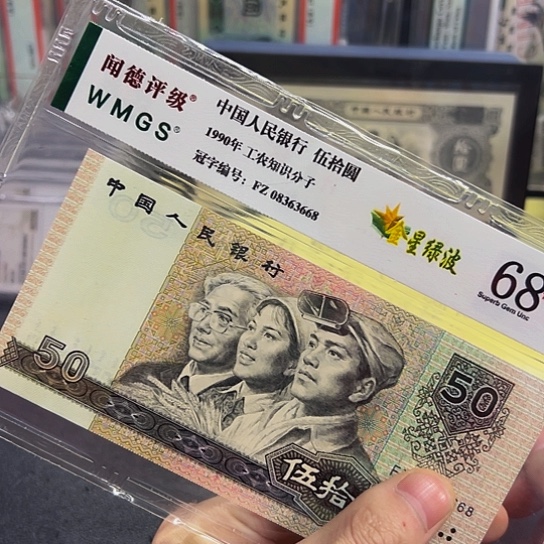 闻德评级®
WMGS®
中国人民银行 伍拾圆
1990年 工农知识分子
冠字编号：FZ 08363668
金星绿波
68
Superb Gem Unc
中国人民银行
50
50
伍拾
68